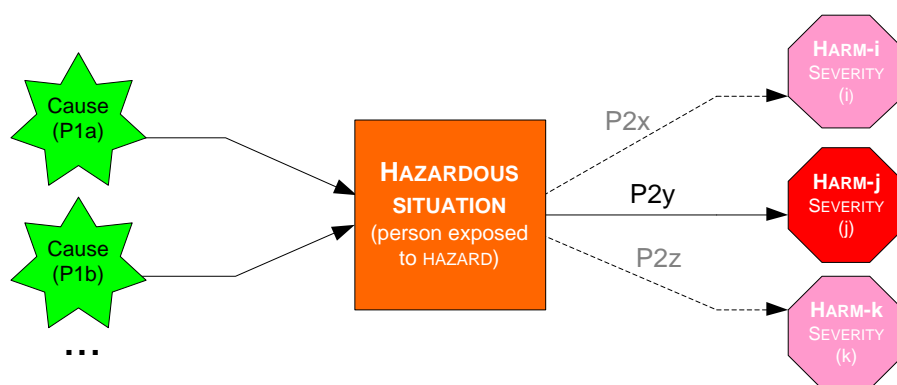 Cause
(P1a)
Cause
(P1b)
...
HAZARDOUS
SITUATION
(person exposed
to HAZARD)
P2x
P2y
P2z
HARM-i
SEVERITY
(i)
HARM-j
SEVERITY
(j)
HARM-k
SEVERITY
(k)